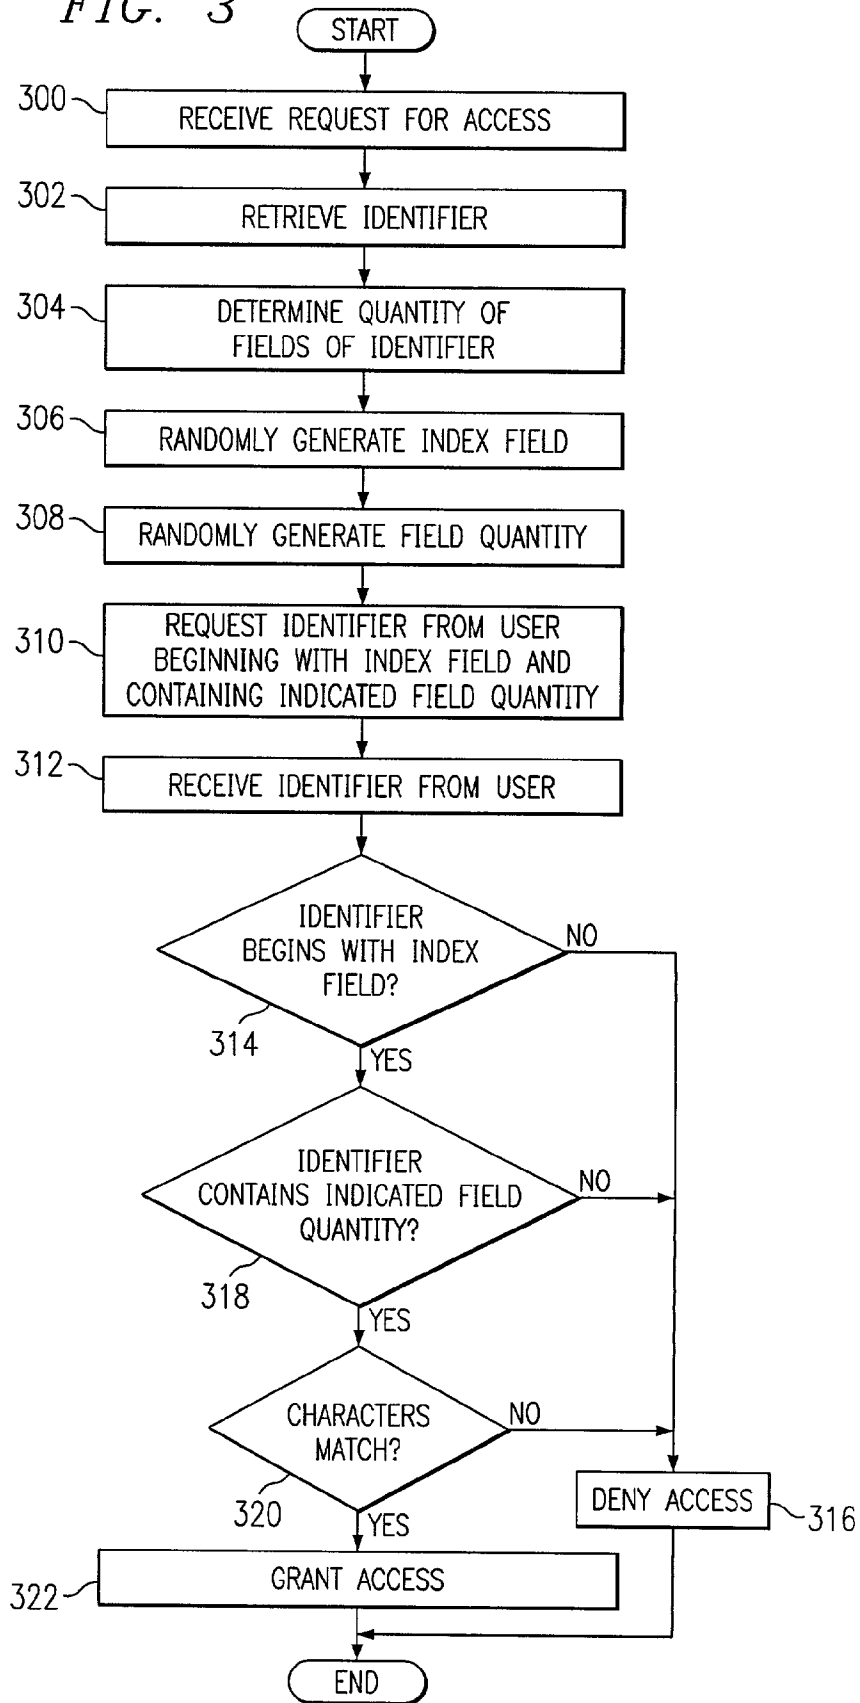 FIG. 3
START
300
RECEIVE REQUEST FOR ACCESS
302
RETRIEVE IDENTIFIER
304
DETERMINE QUANTITY OF
FIELDS OF IDENTIFIER
306
RANDOMLY GENERATE INDEX FIELD
308
RANDOMLY GENERATE FIELD QUANTITY
310
REQUEST IDENTIFIER FROM USER
BEGINNING WITH INDEX FIELD AND
CONTAINING INDICATED FIELD QUANTITY
312
RECEIVE IDENTIFIER FROM USER
IDENTIFIER
BEGINS WITH INDEX
FIELD?
NO
314
YES
IDENTIFIER
CONTAINS INDICATED FIELD
QUANTITY?
NO
318
YES
CHARACTERS
MATCH?
NO
320
YES
DENY ACCESS
316
322
GRANT ACCESS
END